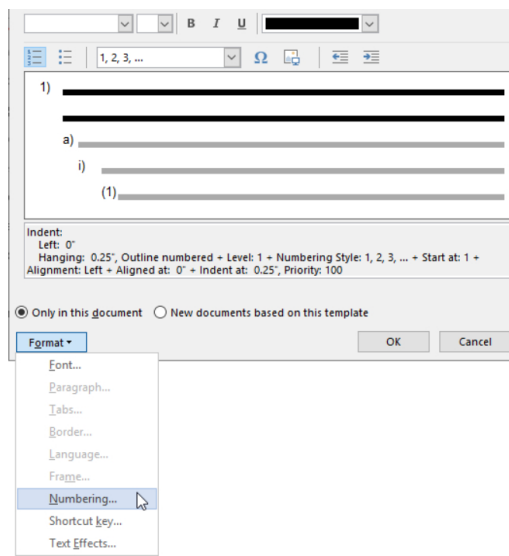 B I U
1, 2, 3, ... Ω
1)
a)
i)
(1)
Indent:
Left: 0"
Hanging: 0.25", Outline numbered + Level: 1 + Numbering Style: 1, 2, 3, ... + Start at: 1 +
Alignment: Left + Aligned at: 0" + Indent at: 0.25", Priority: 100
Only in this document New documents based on this template
Format OK Cancel
Font...
Paragraph...
Tabs...
Border...
Language...
Frame...
Numbering...
Shortcut key...
Text Effects...